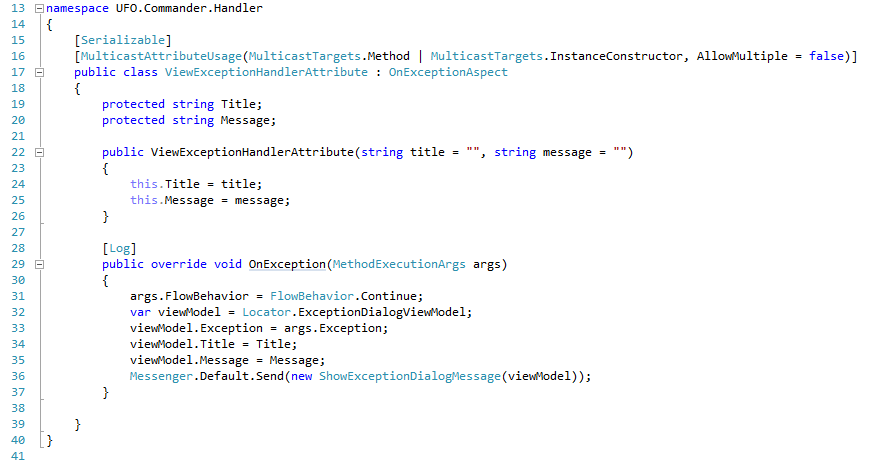 13 namespace UFO.Commander.Handler
14 {
15     [Serializable]
16     [MulticastAttributeUsage(MulticastTargets.Method | MulticastTargets.InstanceConstructor, AllowMultiple = false)]
17     public class ViewExceptionHandlerAttribute : OnExceptionAspect
18     {
19         protected string Title;
20         protected string Message;
21
22         public ViewExceptionHandlerAttribute(string title = "", string message = "")
23         {
24             this.Title = title;
25             this.Message = message;
26         }
27
28         [Log]
29         public override void OnException(MethodExecutionArgs args)
30         {
31             args.FlowBehavior = FlowBehavior.Continue;
32             var viewModel = Locator.ExceptionDialogViewModel;
33             viewModel.Exception = args.Exception;
34             viewModel.Title = Title;
35             viewModel.Message = Message;
36             Messenger.Default.Send(new ShowExceptionDialogMessage(viewModel));
37         }
38
39     }
40 }
41